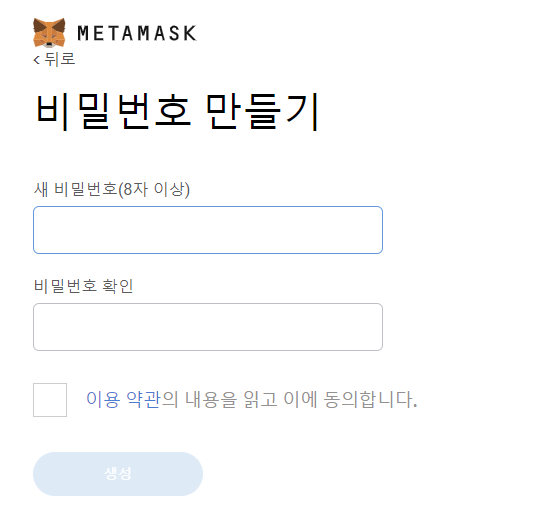 METAMASK
< 뒤로
비밀번호 만들기
새 비밀번호(8자 이상)
비밀번호 확인
이용 약관의 내용을 읽고 이에 동의합니다.
생성